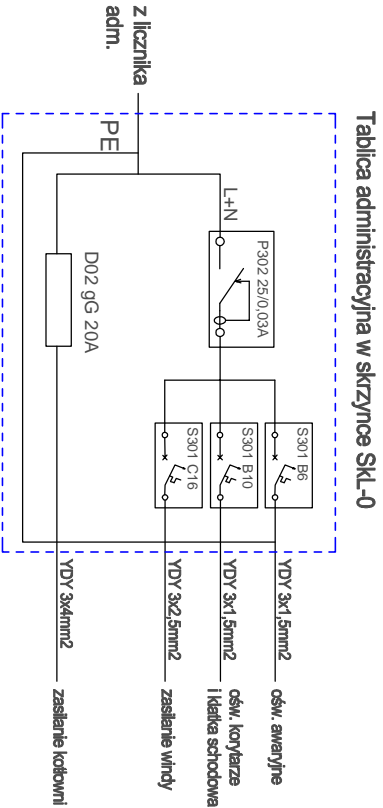 Tablica administracyjna w skrzynce SkL-0
z licznika
adm.
PE
L+N
P302 25/0,03A
D02 gG 20A
S301 B6
S301 B10
S301 C16
YDY 3x1,5mm2
ośw. awaryjne
YDY 3x1,5mm2
ośw. korytarze
i klatka schodowa
YDY 3x2,5mm2
zasilanie windy
YDY 3x4mm2
zasilanie kotłowni